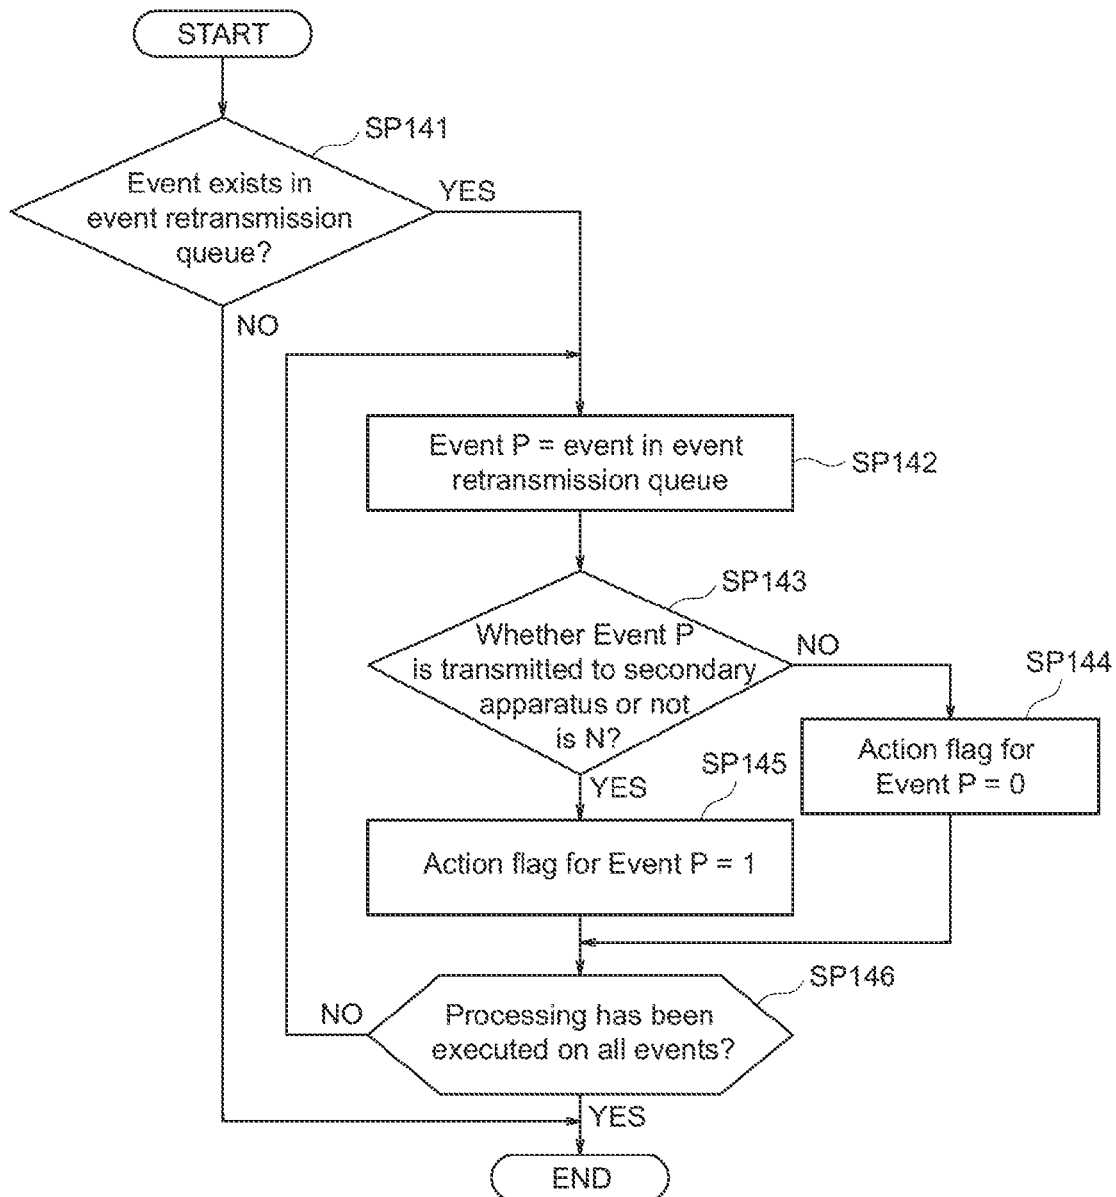 START
SP141
Event exists in
event retransmission
queue?
YES
NO
Event P = event in event
retransmission queue
SP142
SP143
Whether Event P
is transmitted to secondary
apparatus or not
is N?
NO
SP144
Action flag for
Event P = 0
YES
SP145
Action flag for Event P = 1
SP146
NO
Processing has been
executed on all events?
YES
END